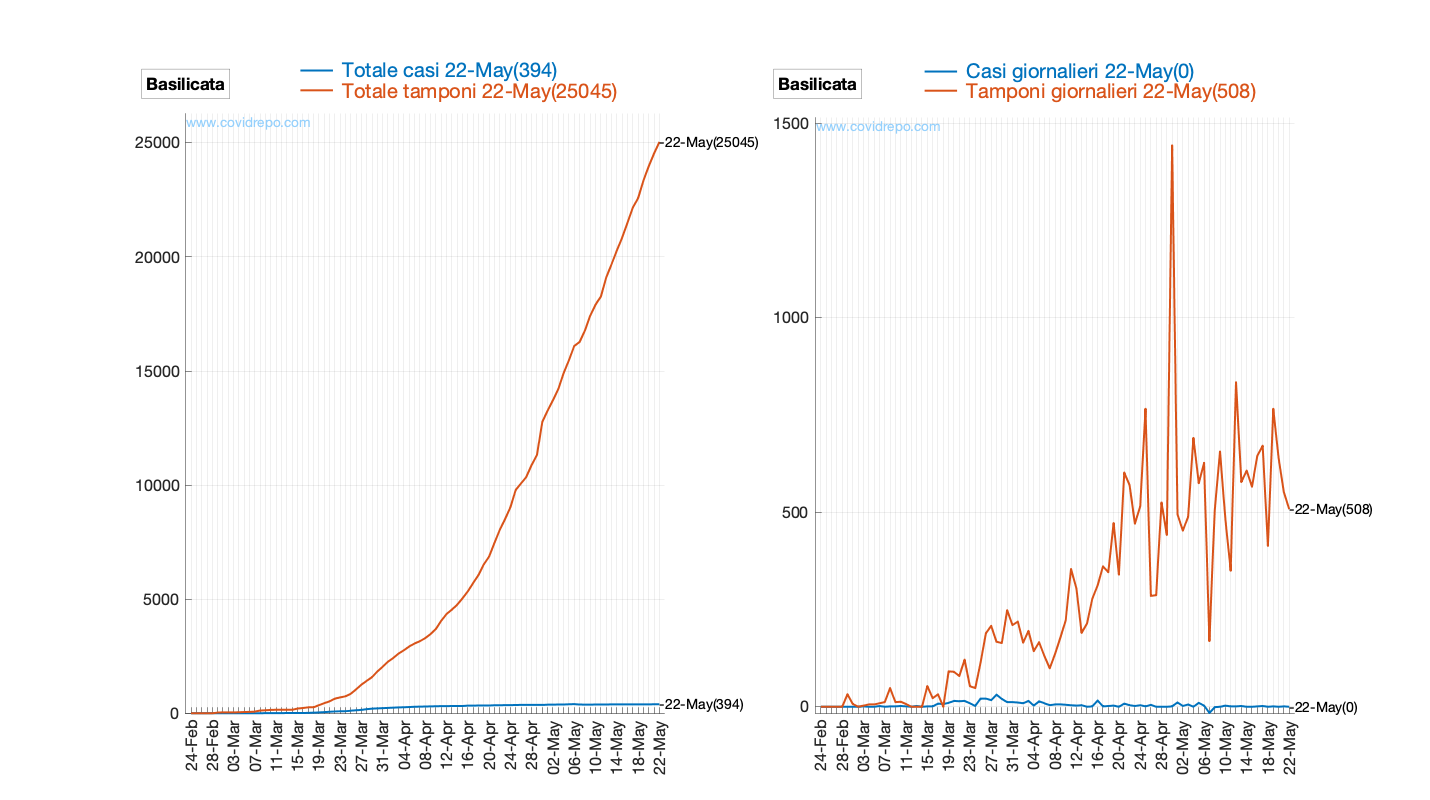 Basilicata
Totale casi 22-May(394)
Totale tamponi 22-May(25045)
www.covidrepo.com
25000
20000
15000
10000
5000
0
22-May(25045)
22-May(394)
24-Feb
28-Feb
03-Mar
07-Mar
11-Mar
15-Mar
19-Mar
23-Mar
27-Mar
31-Mar
04-Apr
08-Apr
12-Apr
16-Apr
20-Apr
24-Apr
28-Apr
02-May
06-May
10-May
14-May
18-May
22-May
Basilicata
Casi giornalieri 22-May(0)
Tamponi giornalieri 22-May(508)
www.covidrepo.com
1500
1000
500
0
22-May(508)
22-May(0)
24-Feb
28-Feb
03-Mar
07-Mar
11-Mar
15-Mar
19-Mar
23-Mar
27-Mar
31-Mar
04-Apr
08-Apr
12-Apr
16-Apr
20-Apr
24-Apr
28-Apr
02-May
06-May
10-May
14-May
18-May
22-May